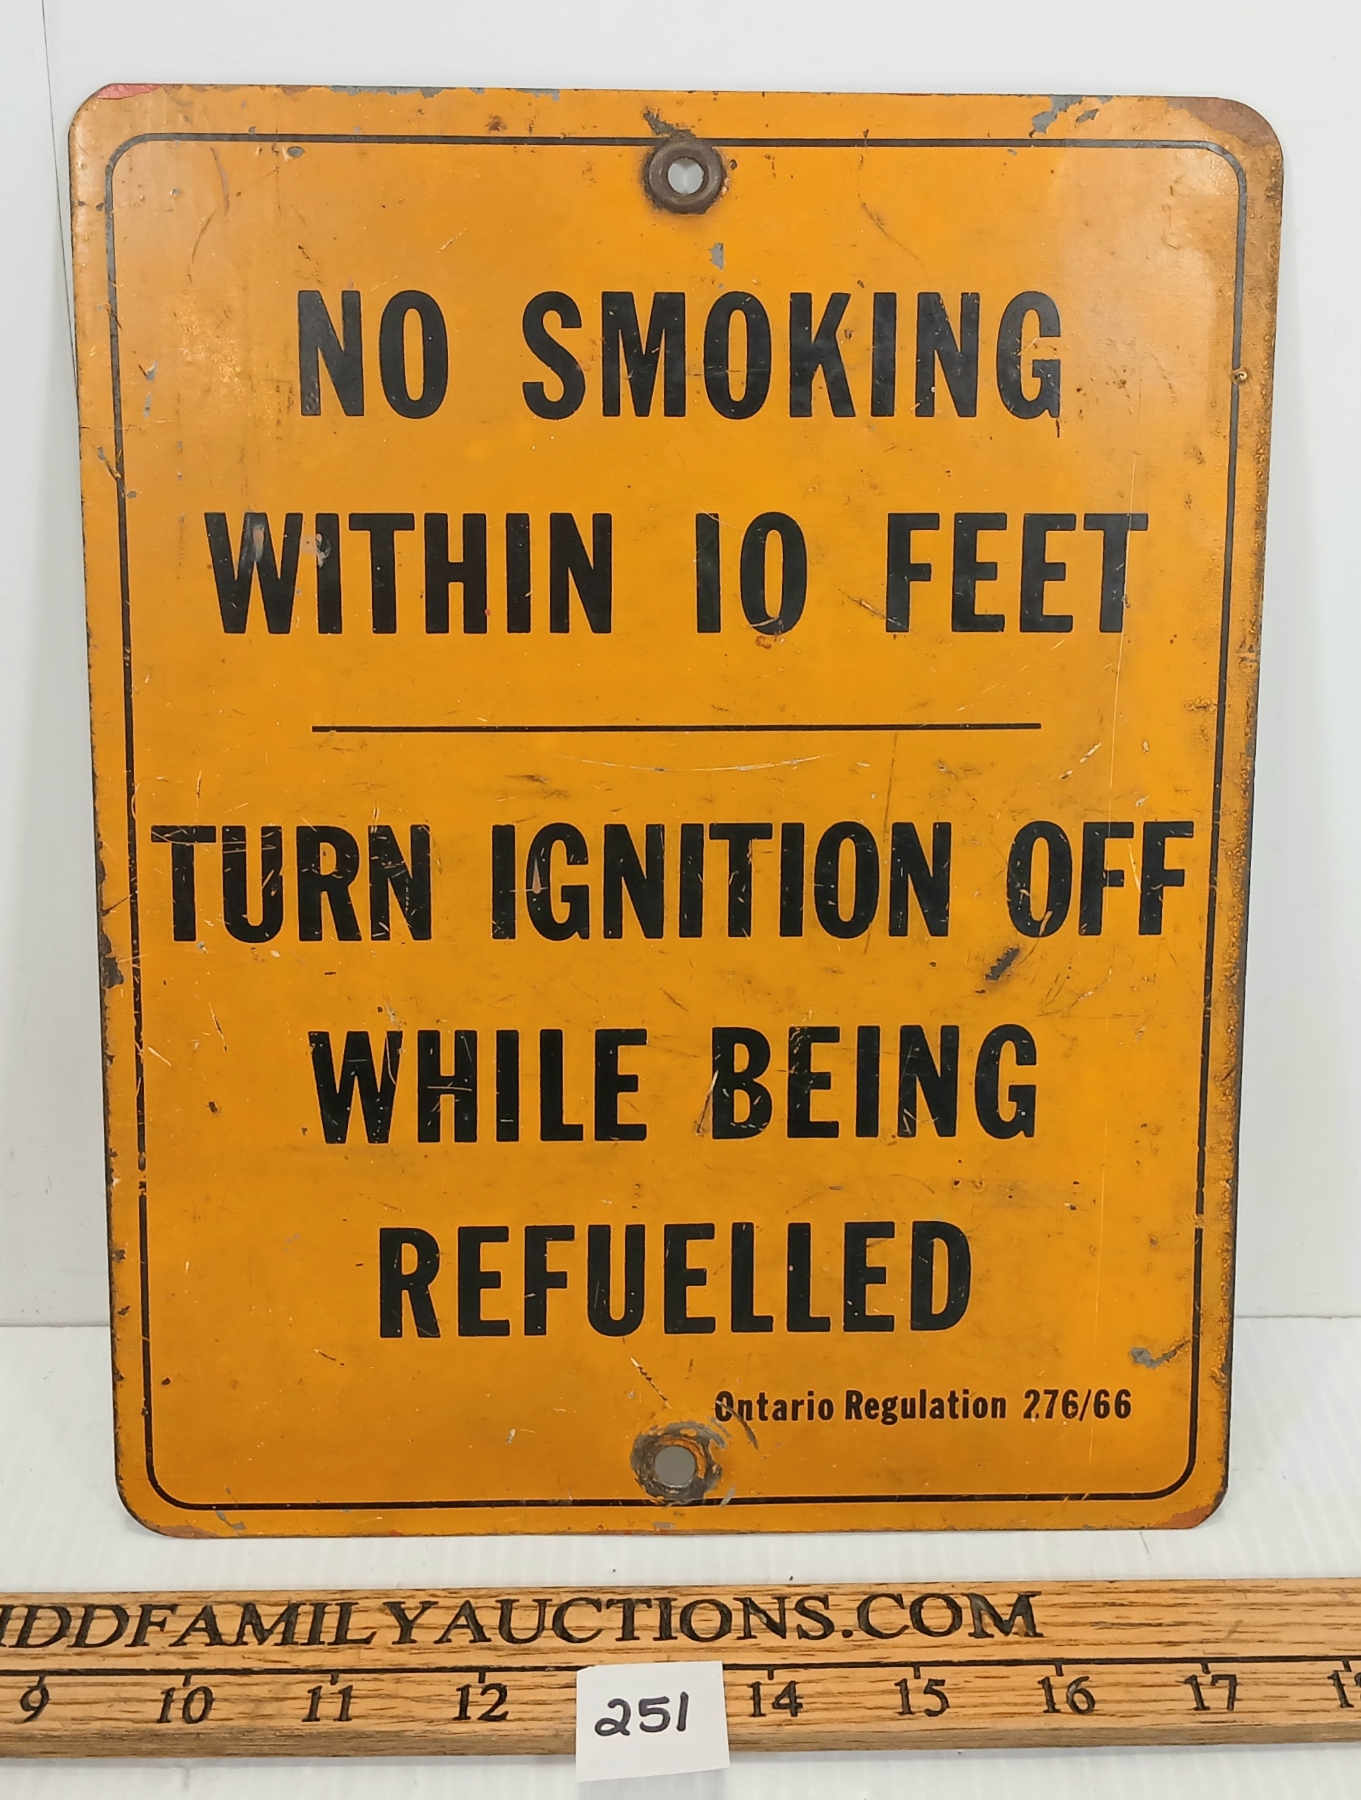 NO SMOKING
WITHIN 10 FEET
TURN IGNITION OFF
WHILE BEING
REFUELLED
Ontario Regulation 276/66
IDDFAMILYAUCTIONS.COM
9 10 11 12 14 15 16 17
251